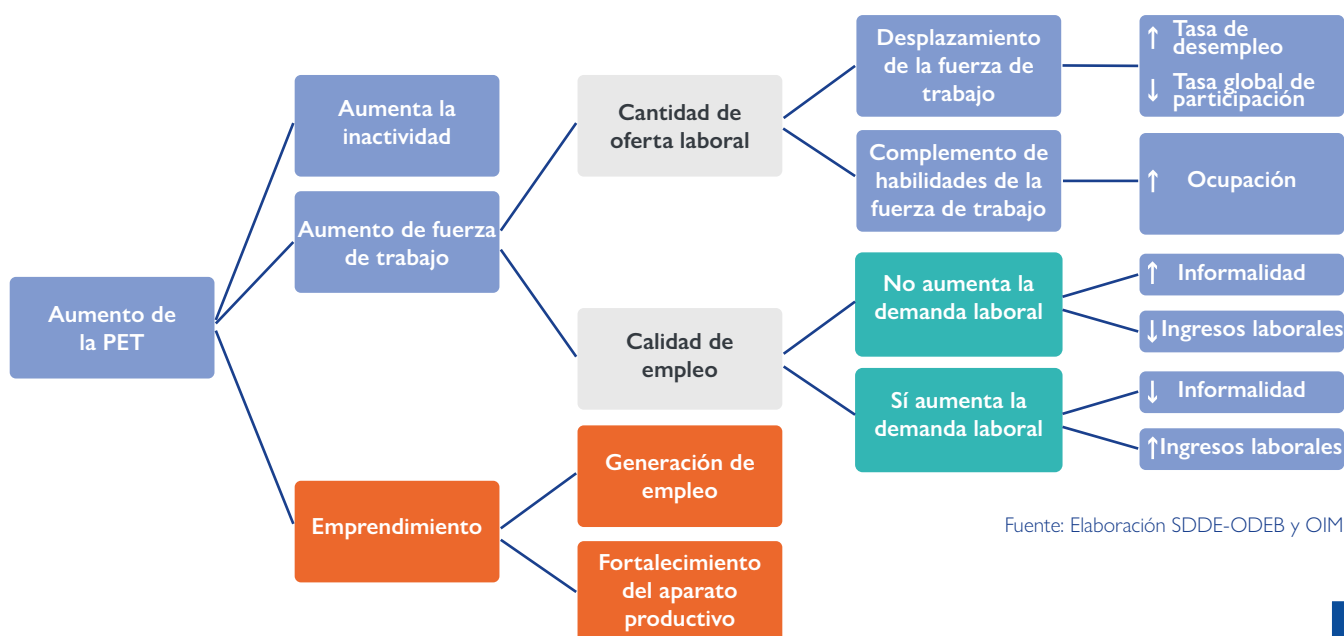 Aumento de
la PET
Aumenta la
inactividad
Aumento de fuerza
de trabajo
Emprendimiento
Cantidad de
oferta laboral
Calidad de
empleo
Generación de
empleo
Fortalecimiento
del aparato
productivo
Desplazamiento
de la fuerza de
trabajo
Complemento de
habilidades de la
fuerza de trabajo
No aumenta la
demanda laboral
Sí aumenta la
demanda laboral
↑ Tasa de
desempleo
↓ Tasa global de
participación
↑ Ocupación
↑ Informalidad
↓ Ingresos laborales
↓ Informalidad
↑ Ingresos laborales
Fuente: Elaboración SDDE-ODEB y OIM